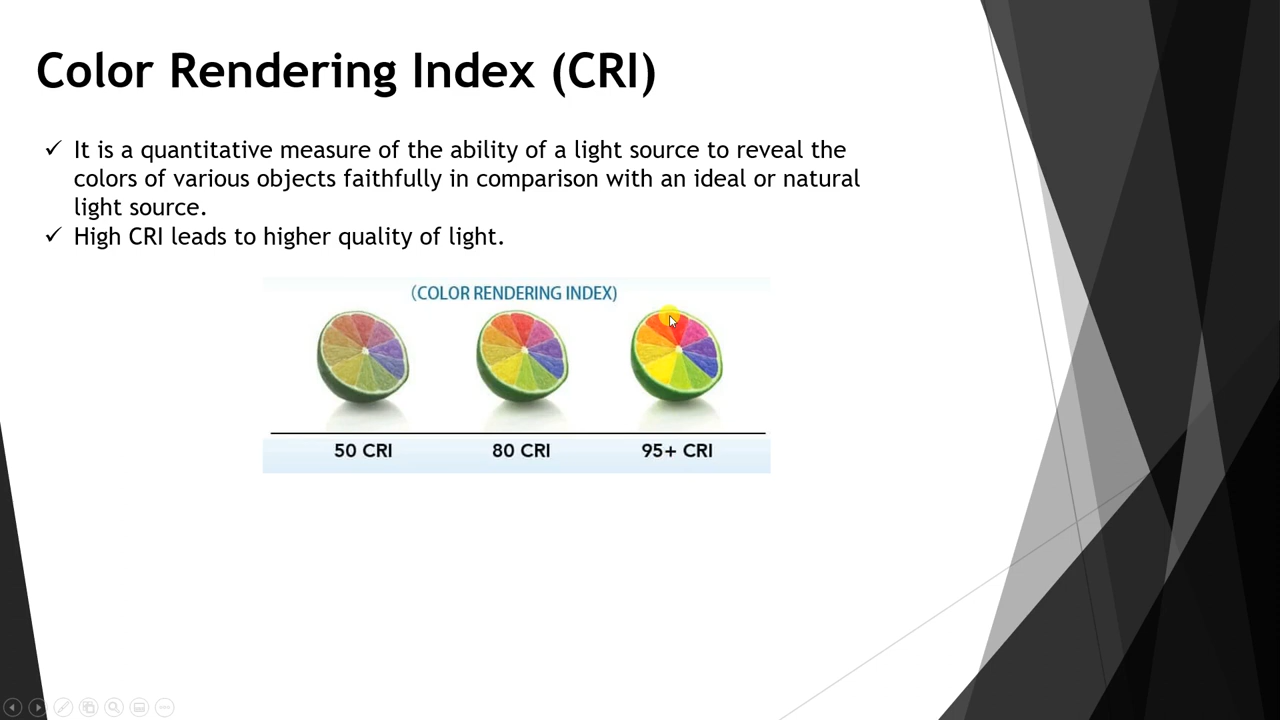 Color Rendering Index (CRI)
✓ It is a quantitative measure of the ability of a light source to reveal the
colors of various objects faithfully in comparison with an ideal or natural
light source.
✓ High CRI leads to higher quality of light.
(COLOR RENDERING INDEX)
50 CRI 80 CRI 95+ CRI